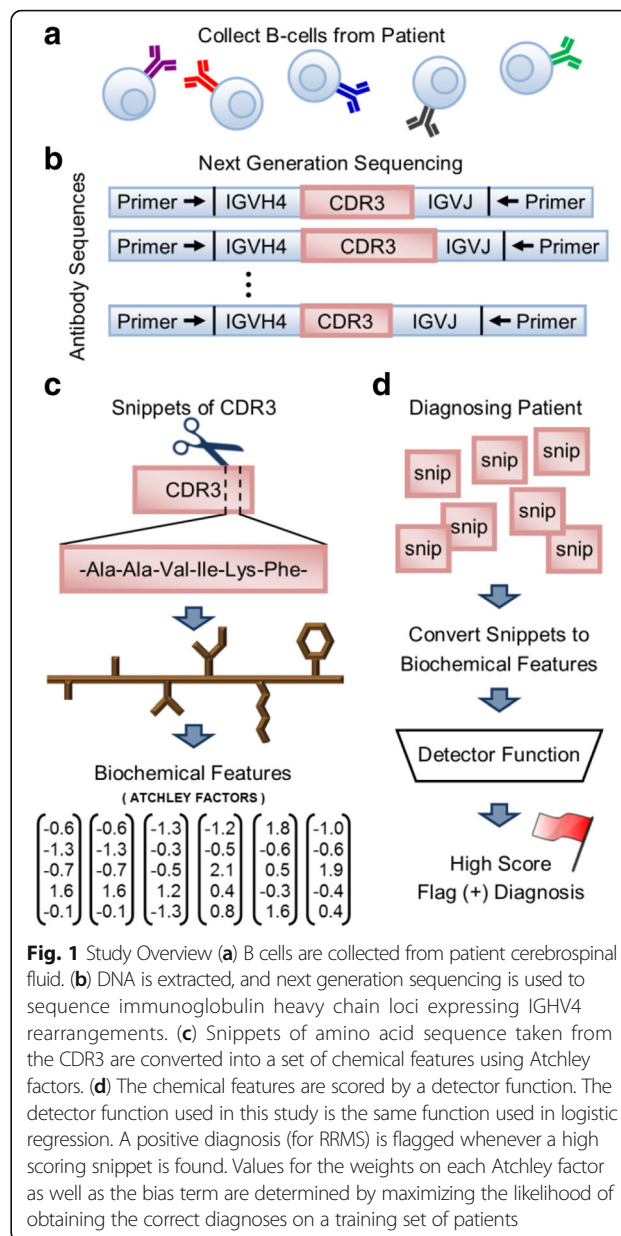 a
Collect B-cells from Patient
b
Next Generation Sequencing
Antibody Sequences
Primer → IGVH4 CDR3 IGVJ ← Primer
Primer → IGVH4 CDR3 IGVJ ← Primer
⋮
Primer → IGVH4 CDR3 IGVJ ← Primer
c
Snippets of CDR3
CDR3
-Ala-Ala-Val-Ile-Lys-Phe-
Biochemical Features
( ATCHLEY FACTORS )
-0.6 -0.6 -1.3 -1.2 1.8 -1.0
-1.3 -1.3 -0.3 -0.5 -0.6 -0.6
-0.7 -0.7 -0.5 2.1 0.5 1.9
1.6 1.6 1.2 0.4 -0.3 -0.4
-0.1 -0.1 -1.3 0.8 1.6 0.4
d
Diagnosing Patient
snip snip snip
snip snip
snip snip
Convert Snippets to
Biochemical Features
Detector Function
High Score
Flag (+) Diagnosis
Fig. 1 Study Overview (a) B cells are collected from patient cerebrospinal
fluid. (b) DNA is extracted, and next generation sequencing is used to
sequence immunoglobulin heavy chain loci expressing IGHV4
rearrangements. (c) Snippets of amino acid sequence taken from
the CDR3 are converted into a set of chemical features using Atchley
factors. (d) The chemical features are scored by a detector function. The
detector function used in this study is the same function used in logistic
regression. A positive diagnosis (for RRMS) is flagged whenever a high
scoring snippet is found. Values for the weights on each Atchley factor
as well as the bias term are determined by maximizing the likelihood of
obtaining the correct diagnoses on a training set of patients